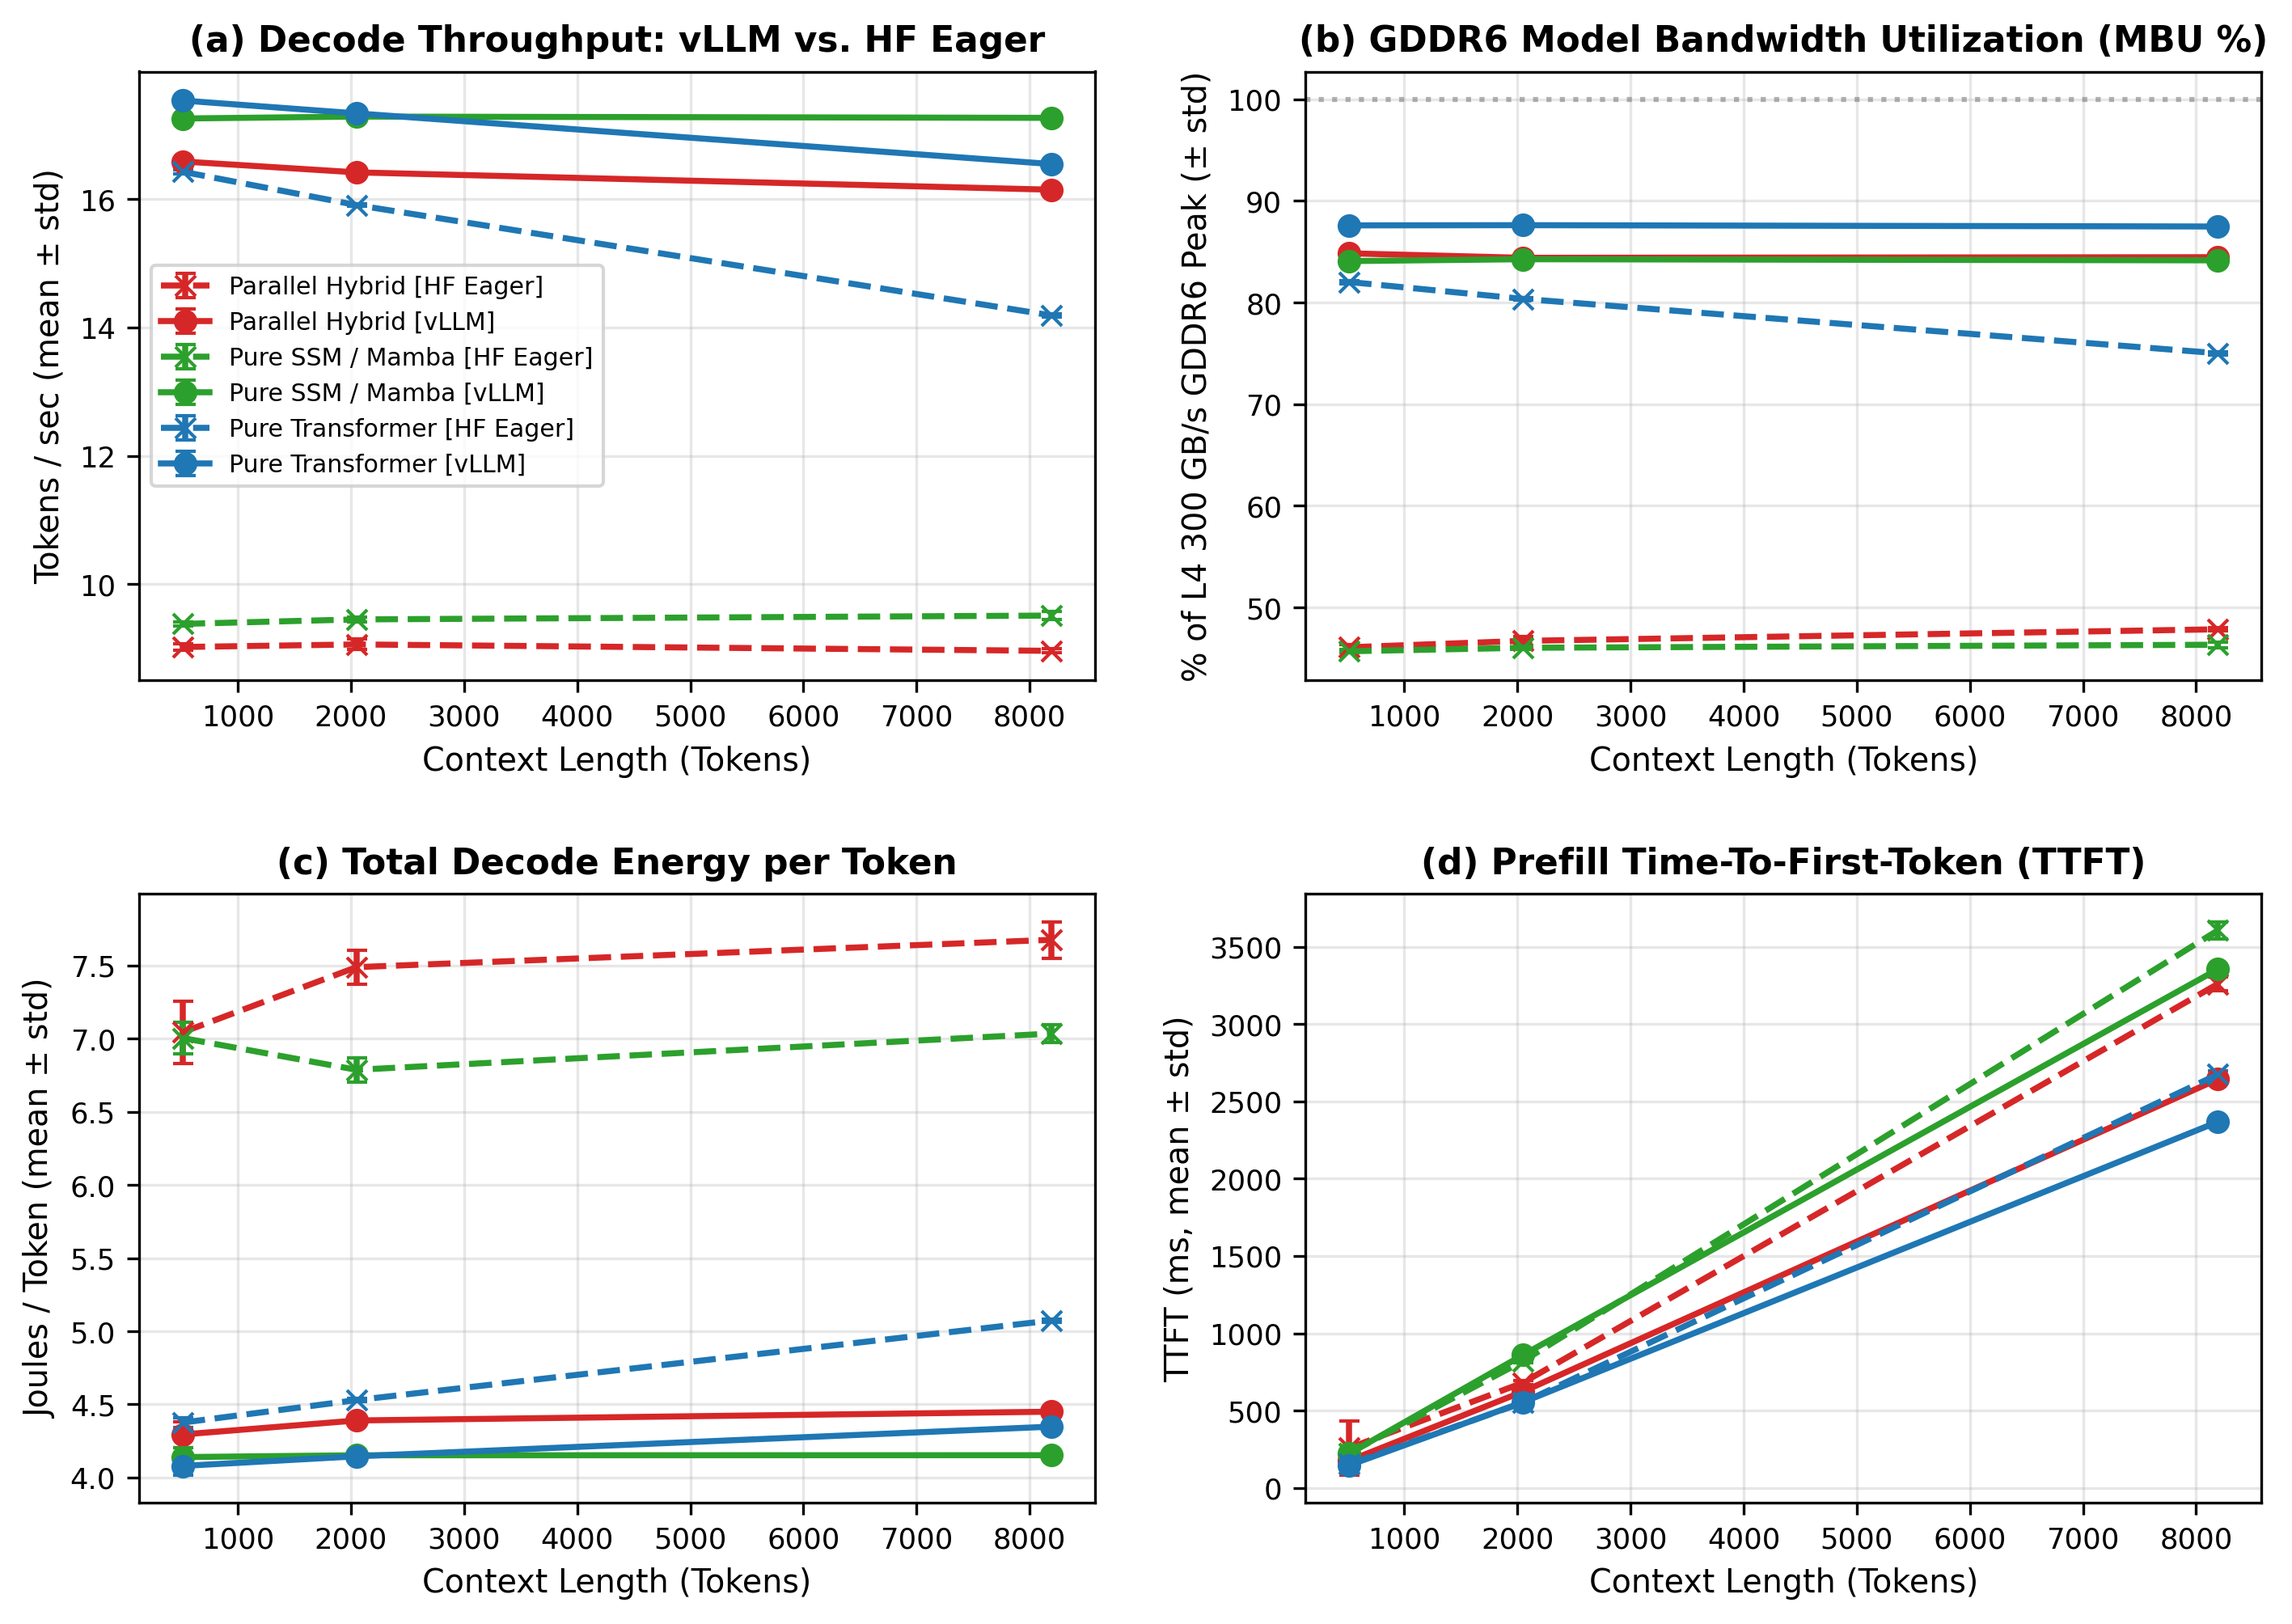 (a) Decode Throughput: vLLM vs. HF Eager
Tokens / sec (mean ± std)
16
14
12
10
Parallel Hybrid [HF Eager]
Parallel Hybrid [vLLM]
Pure SSM / Mamba [HF Eager]
Pure SSM / Mamba [vLLM]
Pure Transformer [HF Eager]
Pure Transformer [vLLM]
1000 2000 3000 4000 5000 6000 7000 8000
Context Length (Tokens)
(b) GDDR6 Model Bandwidth Utilization (MBU %)
% of L4 300 GB/s GDDR6 Peak (± std)
100
90
80
70
60
50
1000 2000 3000 4000 5000 6000 7000 8000
Context Length (Tokens)
(c) Total Decode Energy per Token
Joules / Token (mean ± std)
7.5
7.0
6.5
6.0
5.5
5.0
4.5
4.0
1000 2000 3000 4000 5000 6000 7000 8000
Context Length (Tokens)
(d) Prefill Time-To-First-Token (TTFT)
TTFT (ms, mean ± std)
3500
3000
2500
2000
1500
1000
500
0
1000 2000 3000 4000 5000 6000 7000 8000
Context Length (Tokens)